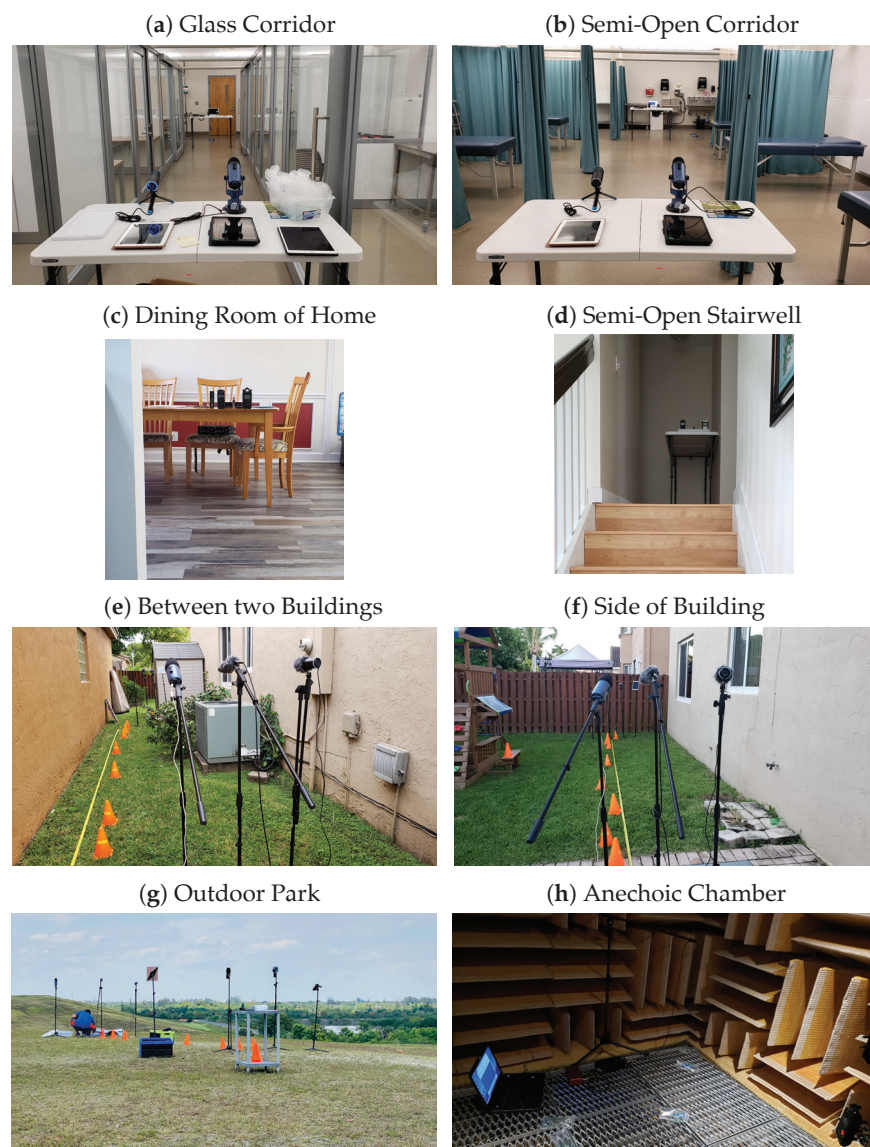 (a) Glass Corridor
(b) Semi-Open Corridor
(c) Dining Room of Home
(d) Semi-Open Stairwell
(e) Between two Buildings
(f) Side of Building
(g) Outdoor Park
(h) Anechoic Chamber